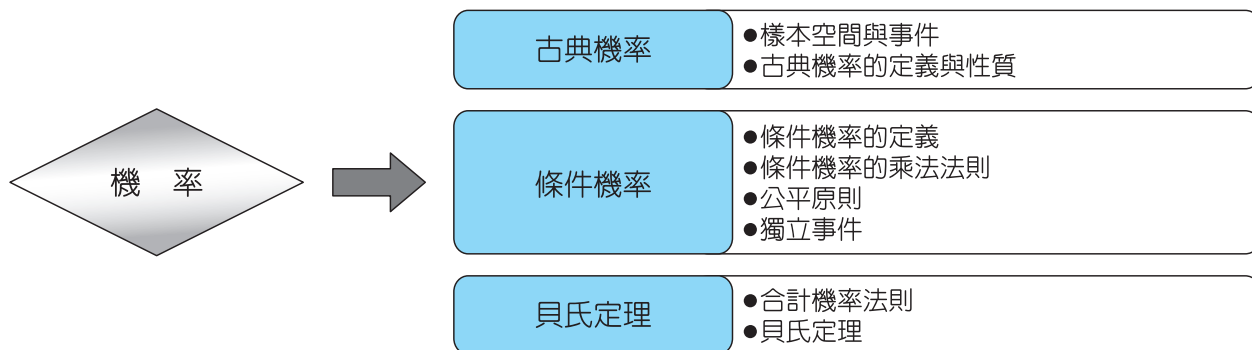 機 率
古典機率
●樣本空間與事件
●古典機率的定義與性質
條件機率
●條件機率的定義
●條件機率的乘法法則
●公平原則
●獨立事件
貝氏定理
●合計機率法則
●貝氏定理